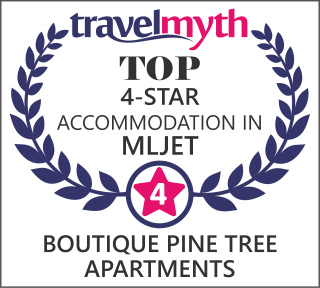 travelmyth
TOP
4-STAR
ACCOMMODATION IN
MLJET
4
BOUTIQUE PINE TREE
APARTMENTS